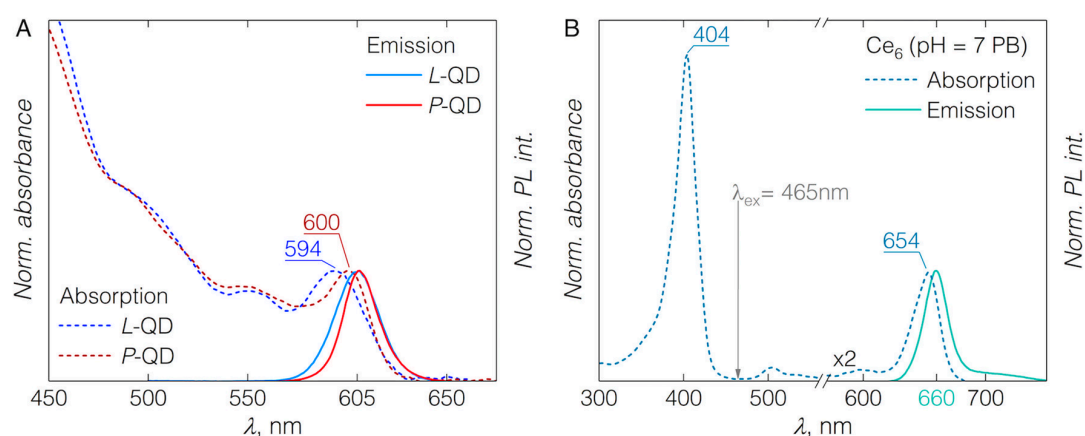 A
Norm. absorbance
Emission
L-QD
P-QD
600
594
Absorption
L-QD
P-QD
450 500 550 605 650
λ, nm
Norm. PL int.
B
Norm. absorbance
404
Ce₆ (pH = 7 PB)
Absorption
Emission
λex= 465nm
654
x2
300 400 500 600 660 700
λ, nm
Norm. PL int.